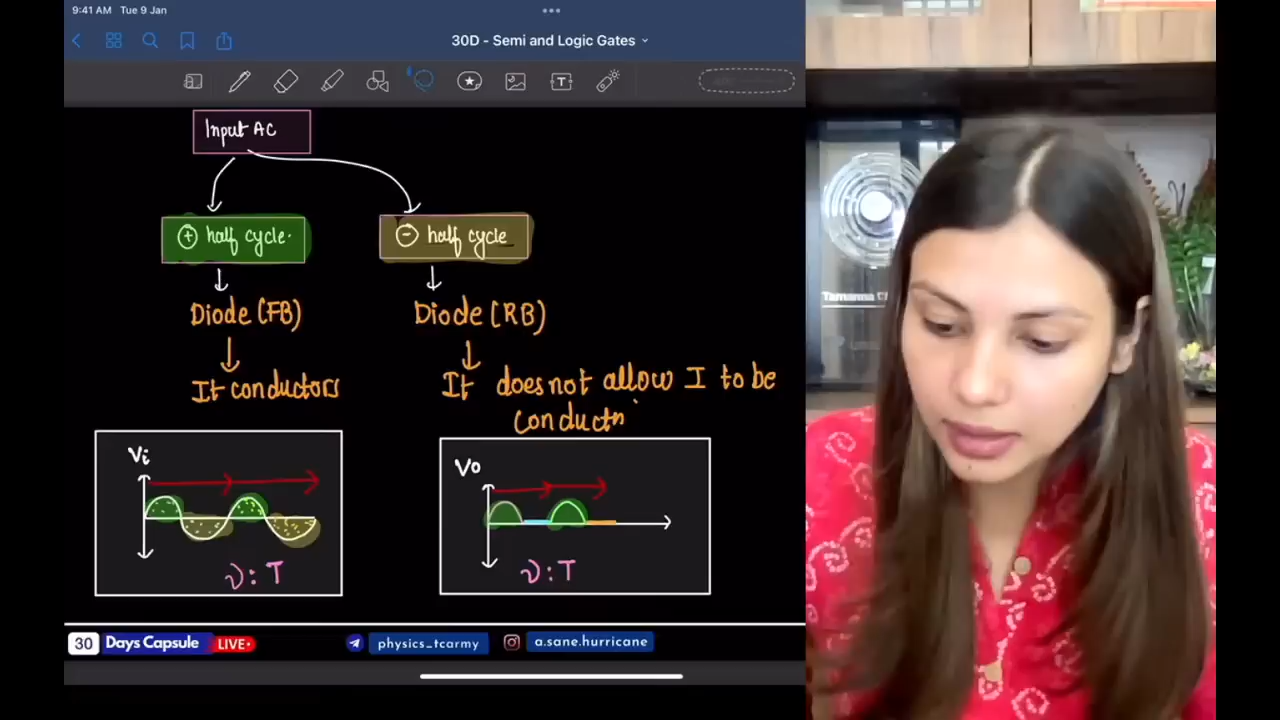 9:41 AM Tue 9 Jan
30D - Semi and Logic Gates
Input AC
+ half cycle.
- half cycle
Diode (FB)
Diode (RB)
It conductors
It does not allow I to be
conductn
Vi
Vo
ν: T
ν: T
30 Days Capsule LIVE
physics_tcarmy
a.sane.hurricane